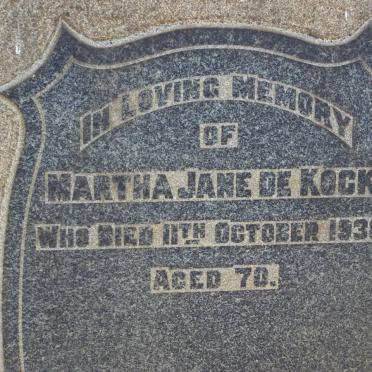 IN LOVING MEMORY
OF
MARTHA JANE DE KOCK
WHO DIED 11TH OCTOBER
AGED 70.